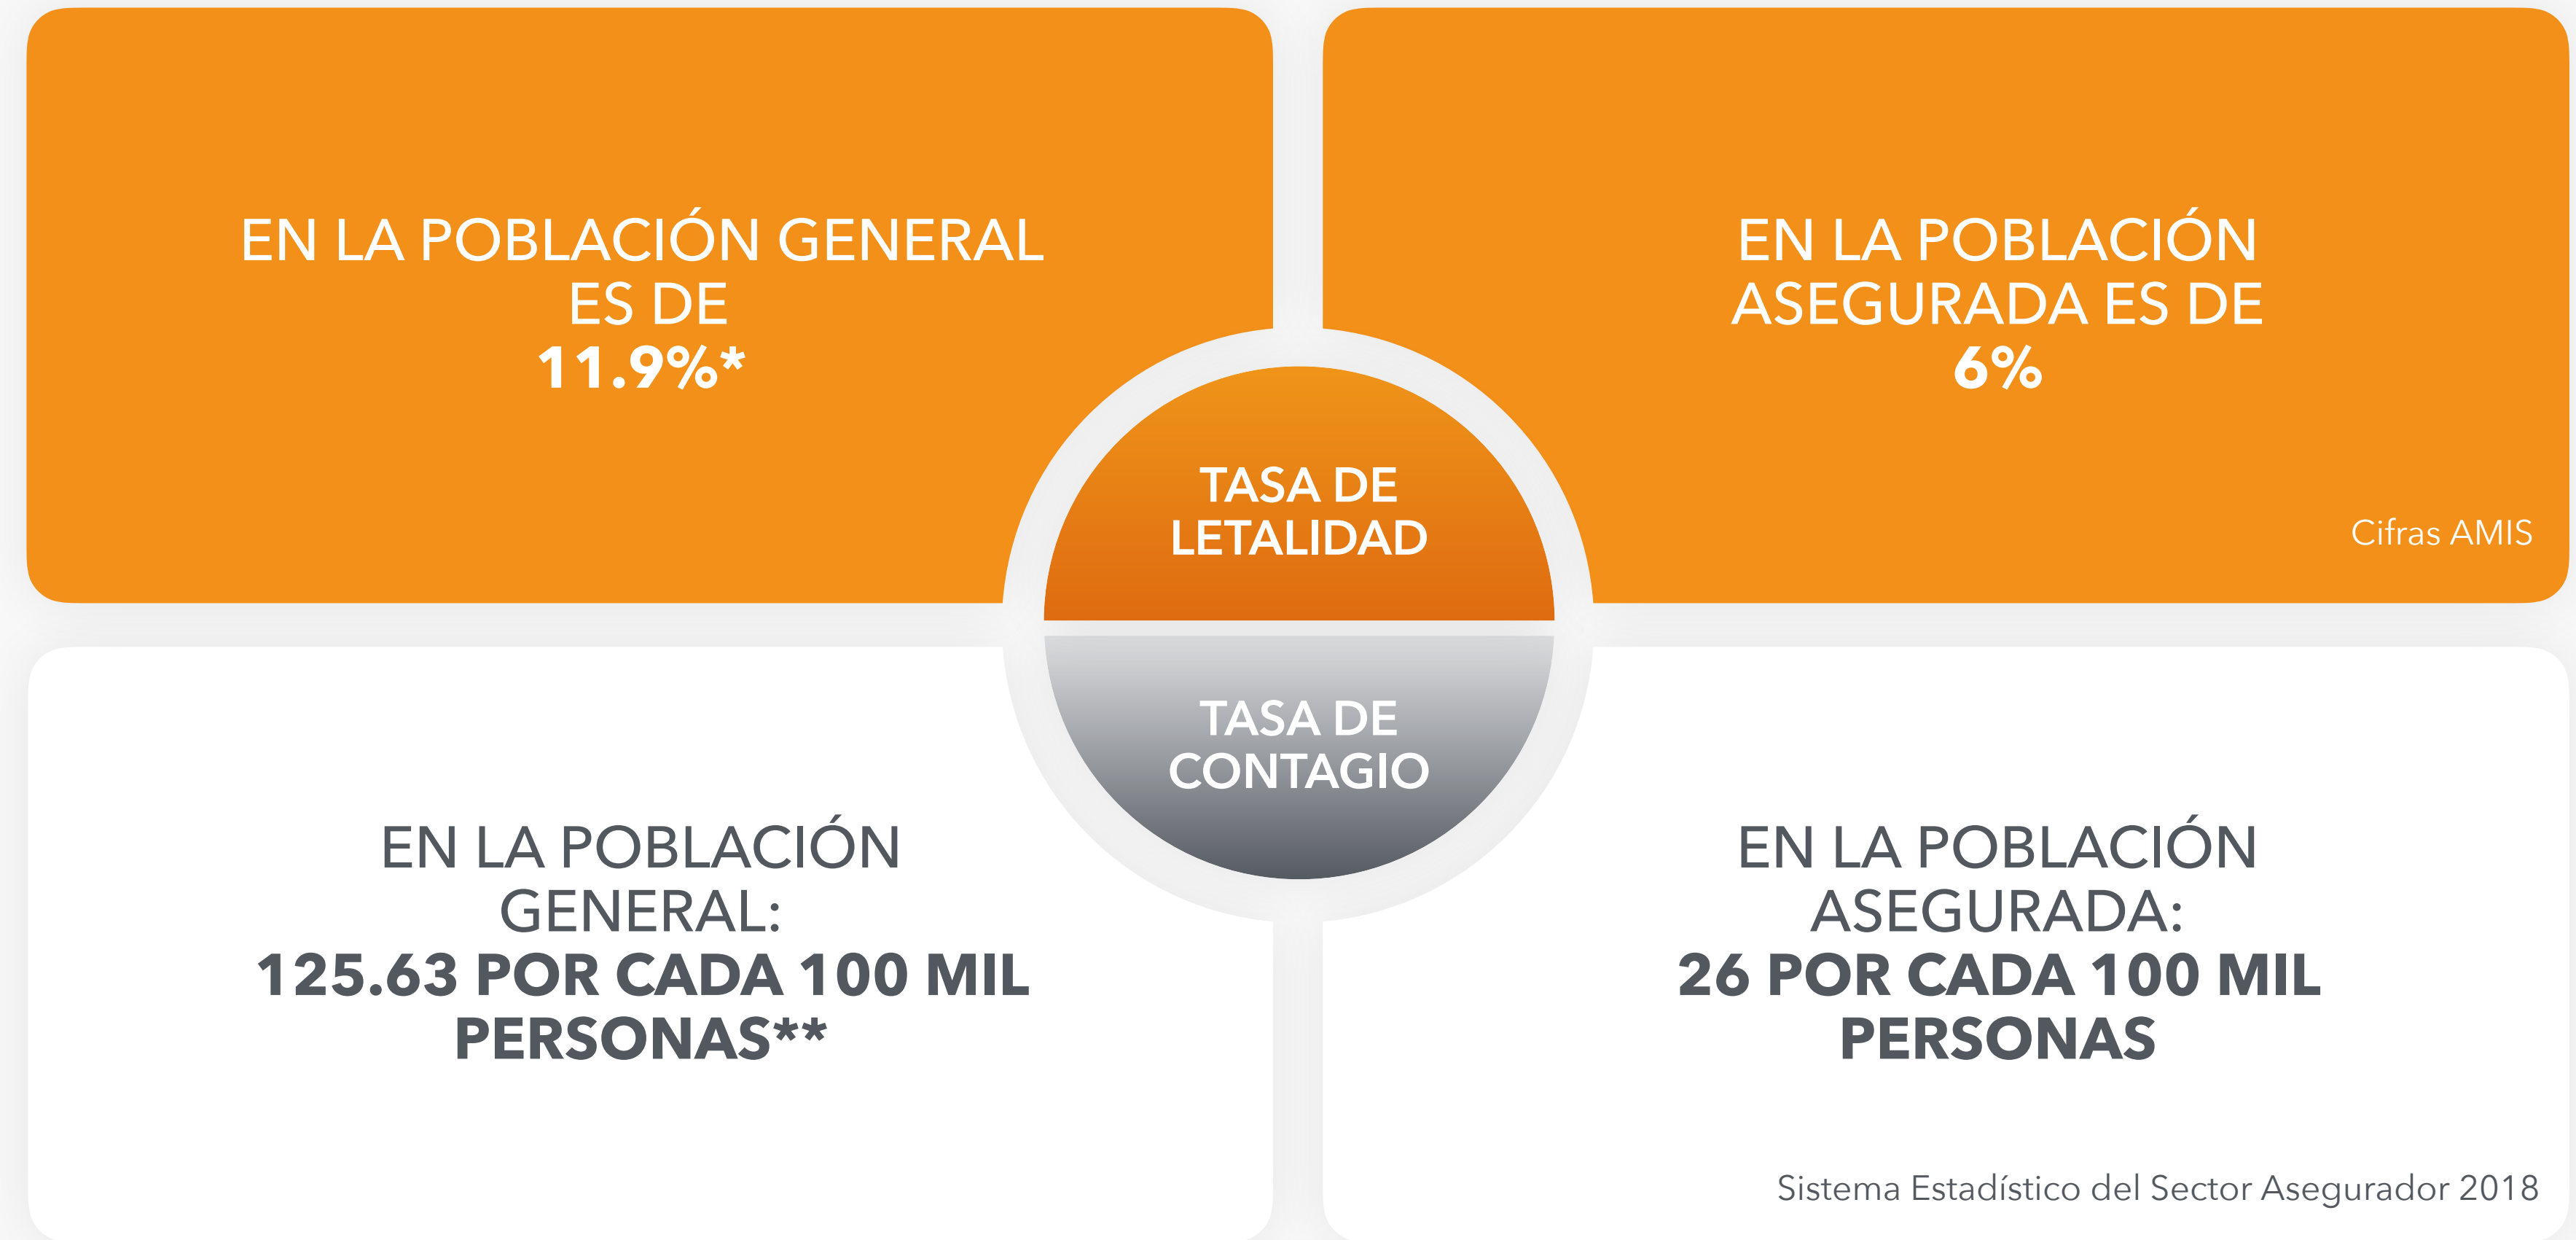 EN LA POBLACIÓN GENERAL
ES DE
11.9%*
EN LA POBLACIÓN
ASEGURADA ES DE
6%
Cifras AMIS
TASA DE
LETALIDAD
TASA DE
CONTAGIO
EN LA POBLACIÓN
GENERAL:
125.63 POR CADA 100 MIL
PERSONAS**
EN LA POBLACIÓN
ASEGURADA:
26 POR CADA 100 MIL
PERSONAS
Sistema Estadístico del Sector Asegurador 2018